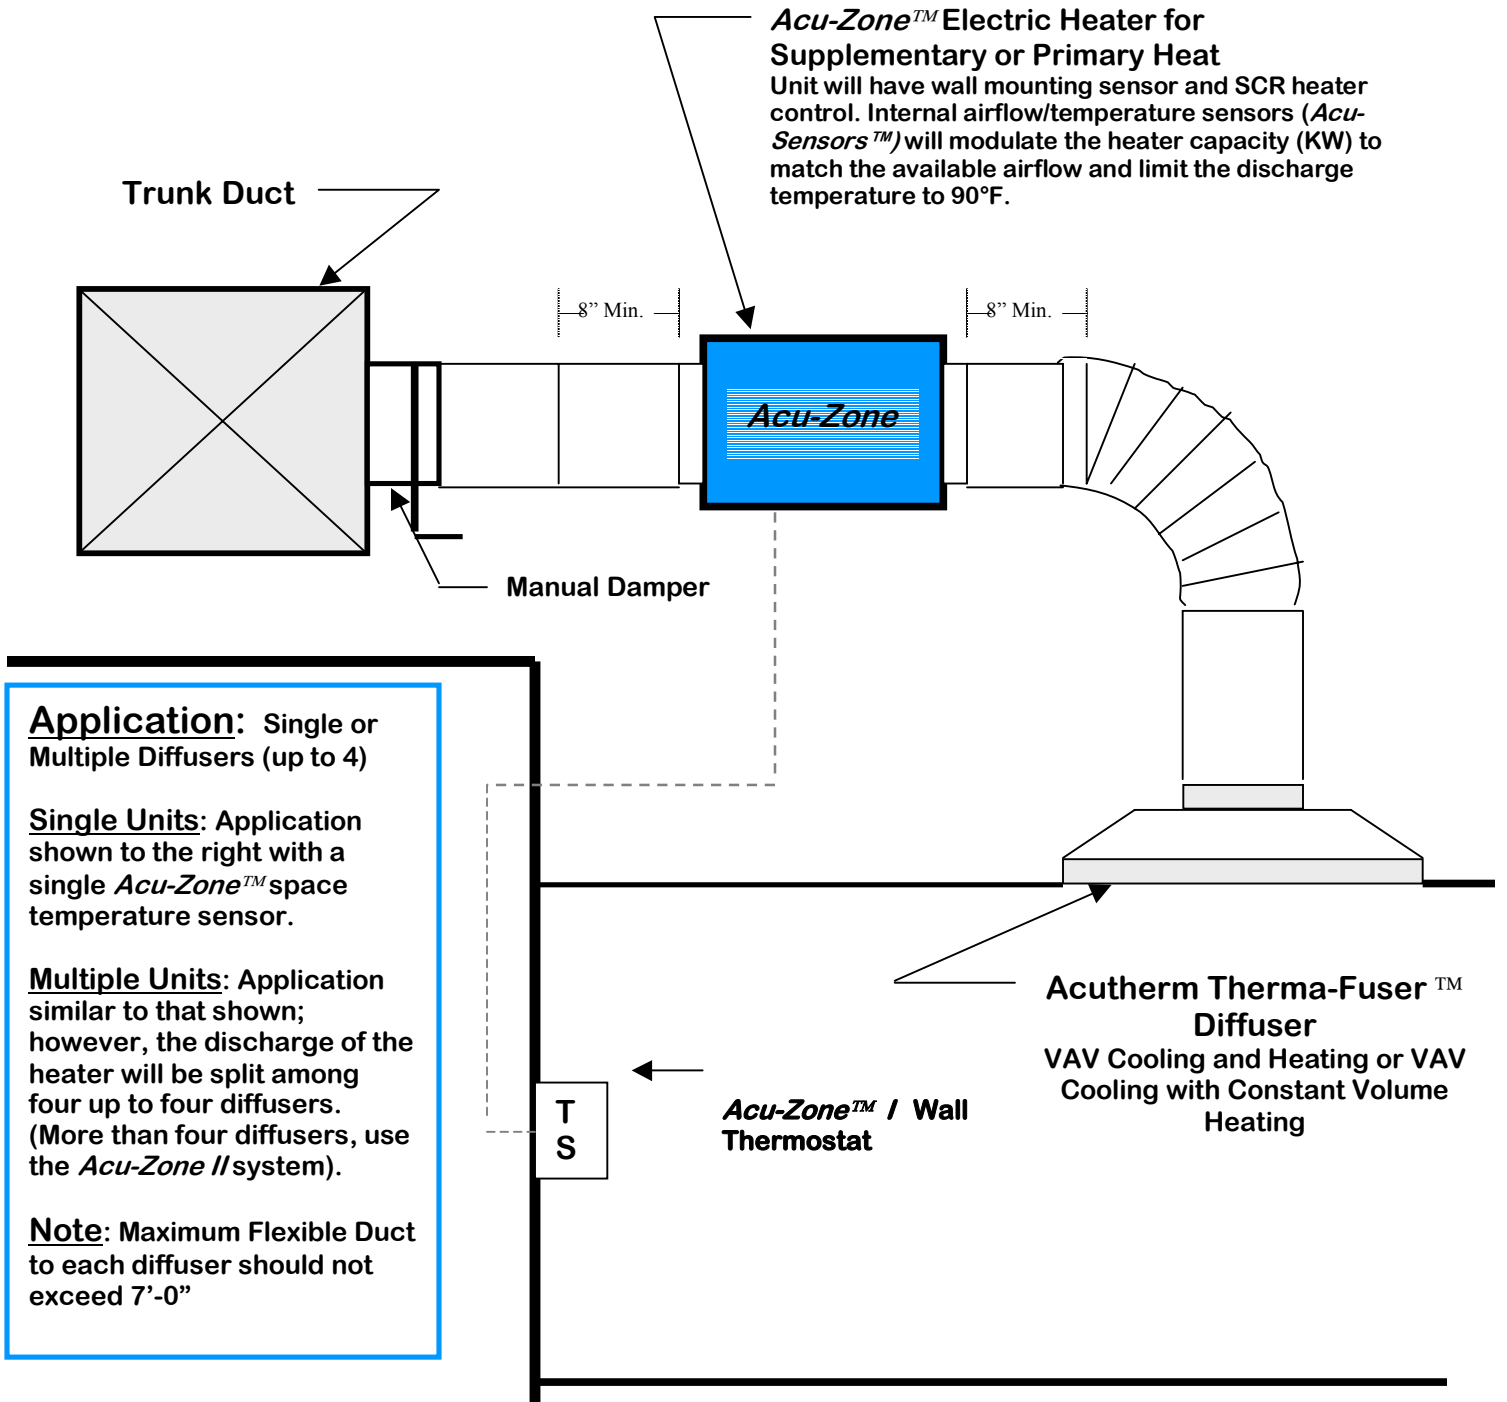 Acu-Zone™ Electric Heater for
Supplementary or Primary Heat
Unit will have wall mounting sensor and SCR heater
control. Internal airflow/temperature sensors (Acu-
Sensors™) will modulate the heater capacity (KW) to
match the available airflow and limit the discharge
temperature to 90°F.
Trunk Duct
8” Min.
8” Min.
Acu-Zone
Manual Damper
Application: Single or
Multiple Diffusers (up to 4)
Single Units: Application
shown to the right with a
single Acu-Zone™ space
temperature sensor.
Multiple Units: Application
similar to that shown;
however, the discharge of the
heater will be split among
four up to four diffusers.
(More than four diffusers, use
the Acu-Zone II system).
Note: Maximum Flexible Duct
to each diffuser should not
exceed 7’-0”
T
S
Acu-Zone™ / Wall
Thermostat
Acutherm Therma-Fuser ™
Diffuser
VAV Cooling and Heating or VAV
Cooling with Constant Volume
Heating